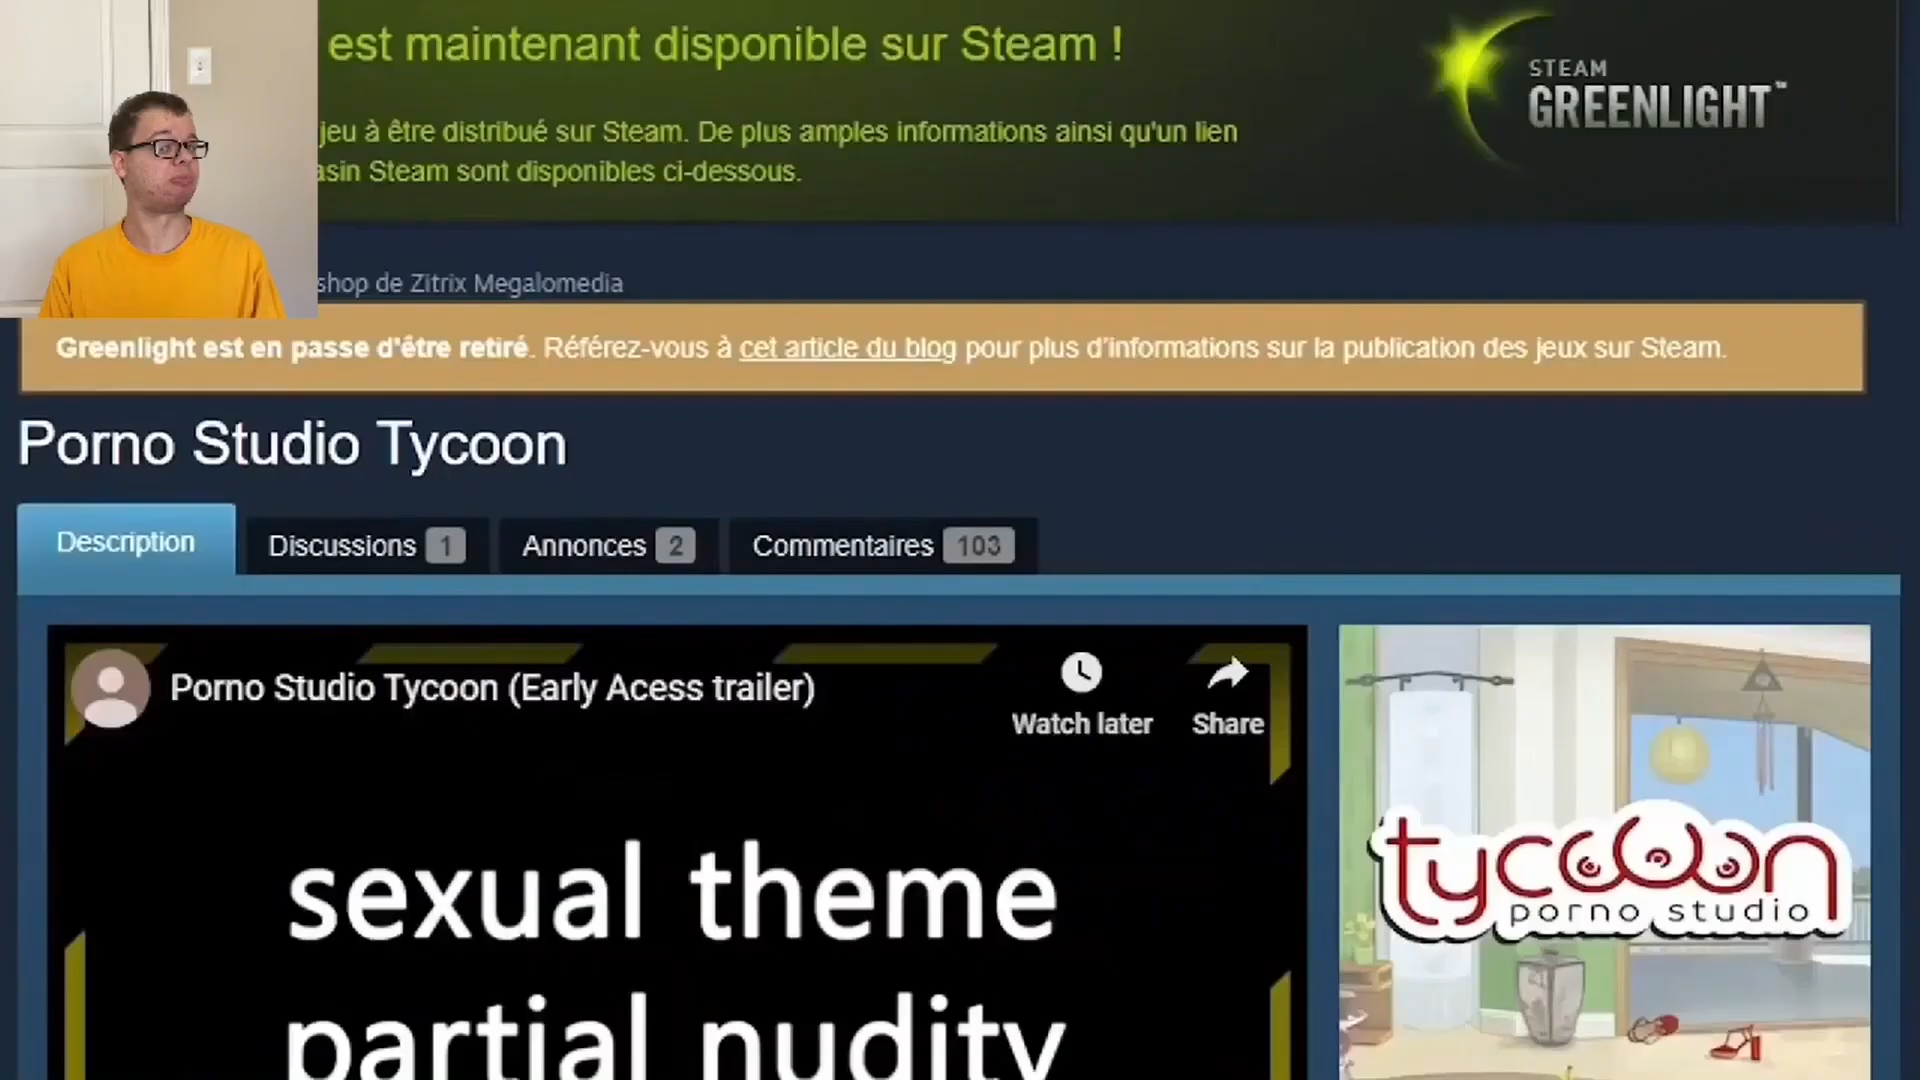 est maintenant disponible sur Steam !
STEAM
GREENLIGHT™
jeu à être distribué sur Steam. De plus amples informations ainsi qu'un lien
asin Steam sont disponibles ci-dessous.
shop de Zitrix Megalomedia
Greenlight est en passe d'être retiré. Référez-vous à cet article du blog pour plus d'informations sur la publication des jeux sur Steam.
Porno Studio Tycoon
Description
Discussions 1
Annonces 2
Commentaires 103
Porno Studio Tycoon (Early Acess trailer)
Watch later
Share
sexual theme
partial nudity
tycoon
porno studio